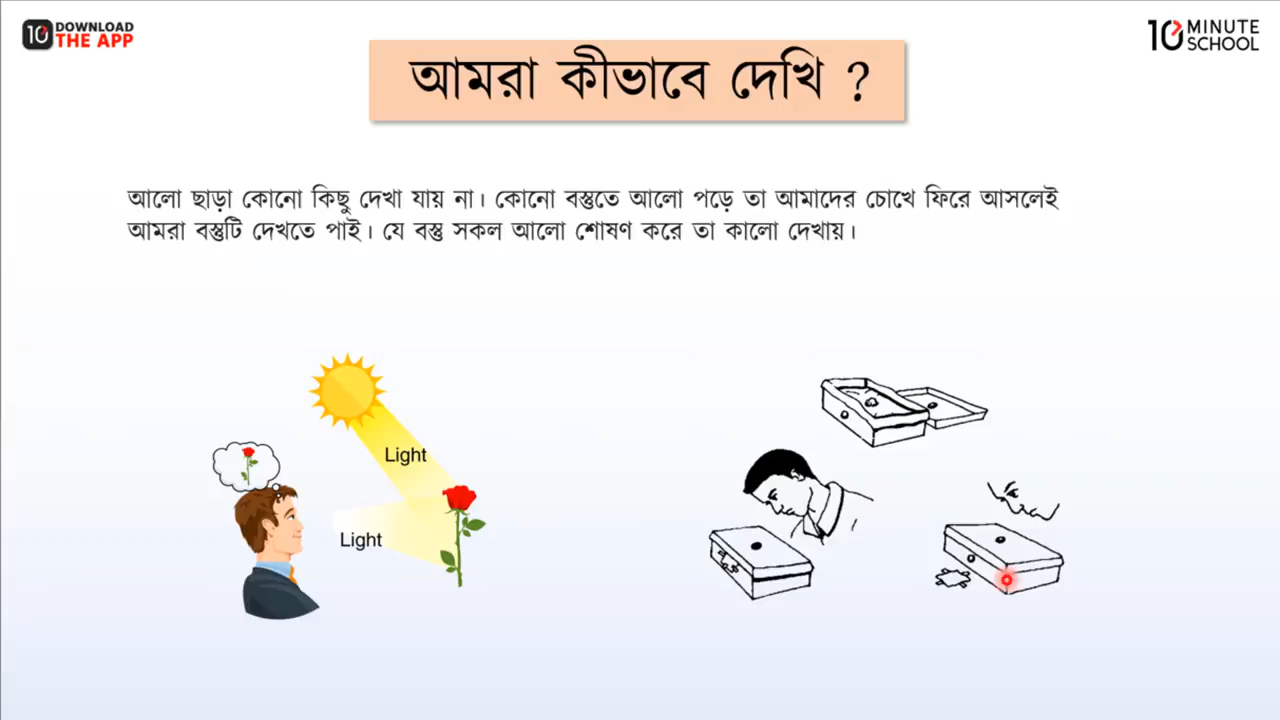 DOWNLOAD
THE APP
10 MINUTE
SCHOOL
আমরা কীভাবে দেখি ?
আলো ছাড়া কোনো কিছু দেখা যায় না। কোনো বস্তুতে আলো পড়ে তা আমাদের চোখে ফিরে আসলেই
আমরা বস্তুটি দেখতে পাই। যে বস্তু সকল আলো শোষণ করে তা কালো দেখায়।
Light
Light